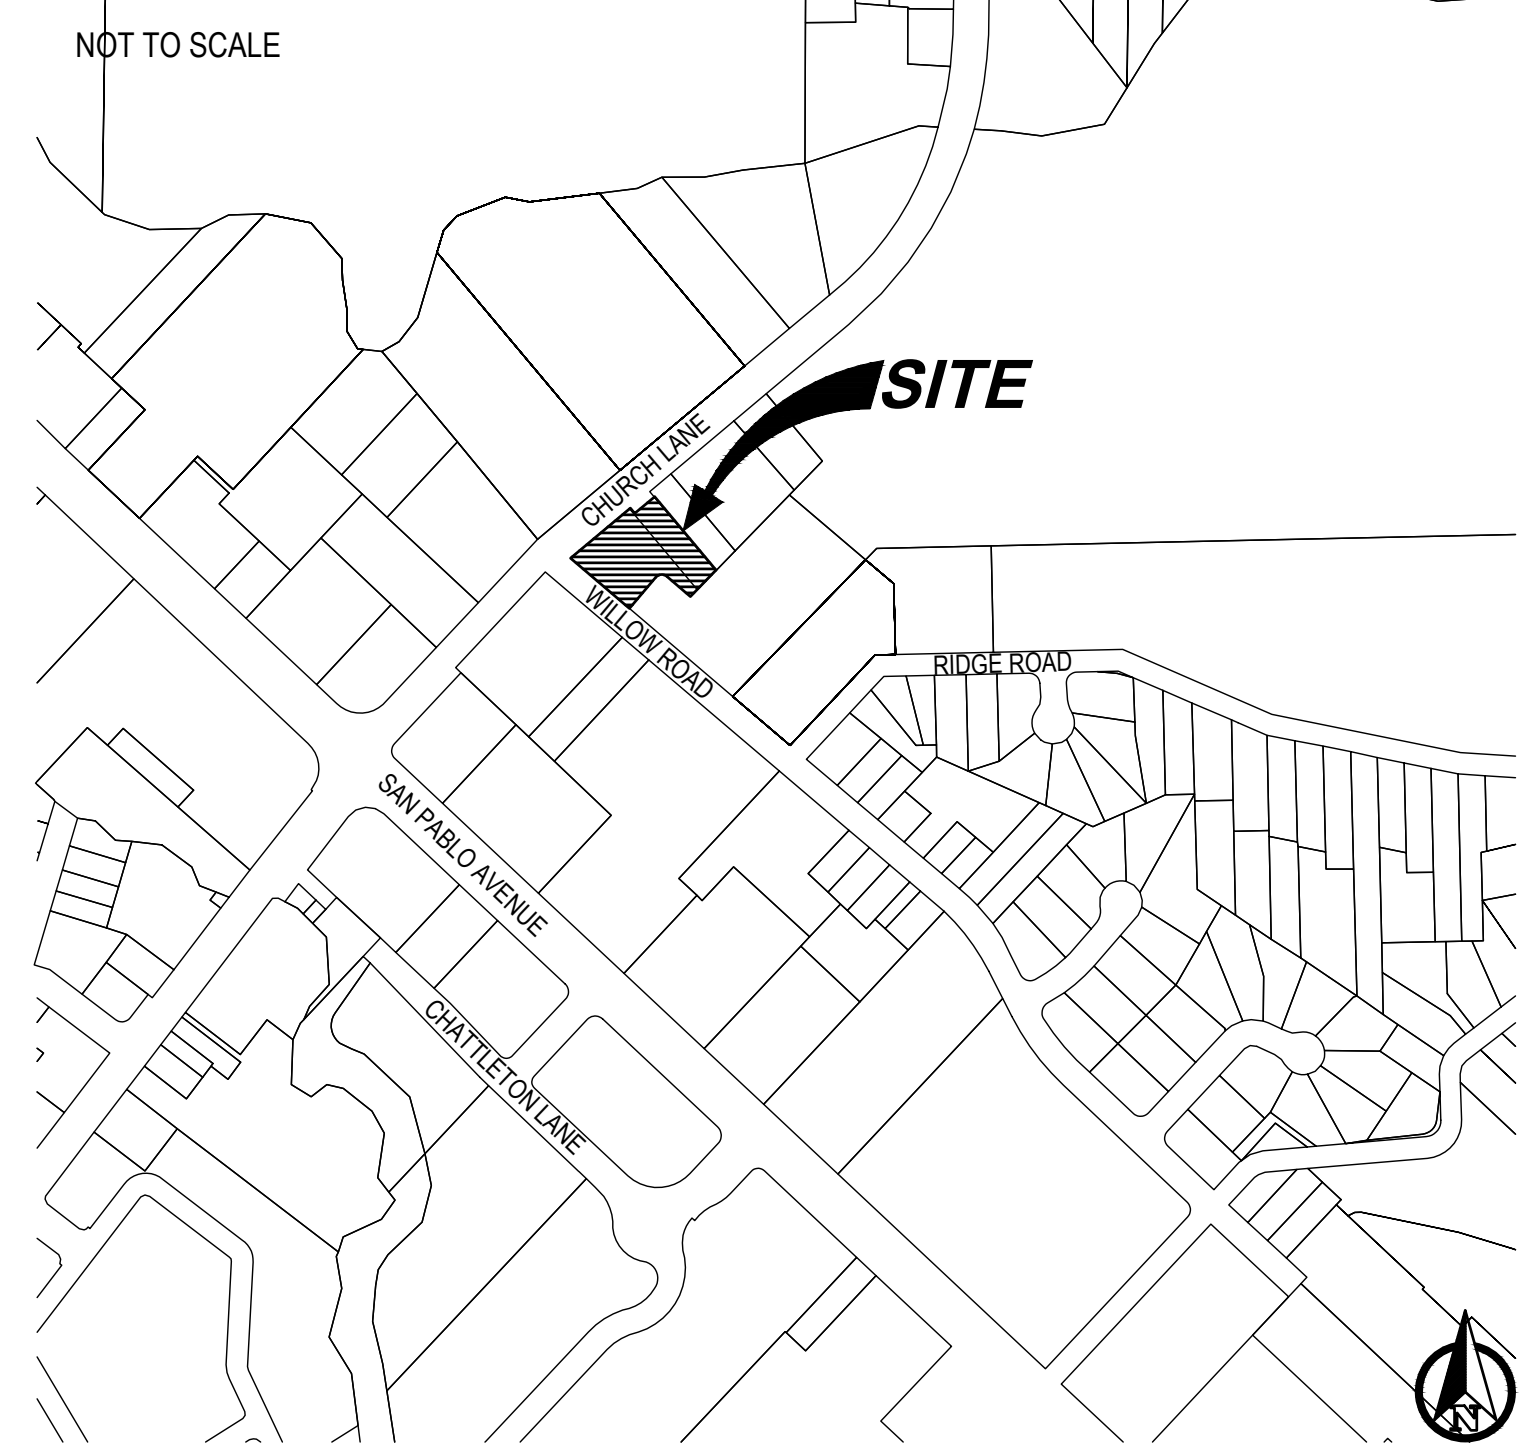 NOT TO SCALE
SITE
CHURCH LANE
WILLOW ROAD
RIDGE ROAD
SAN PABLO AVENUE
CHATTLETON LANE
N